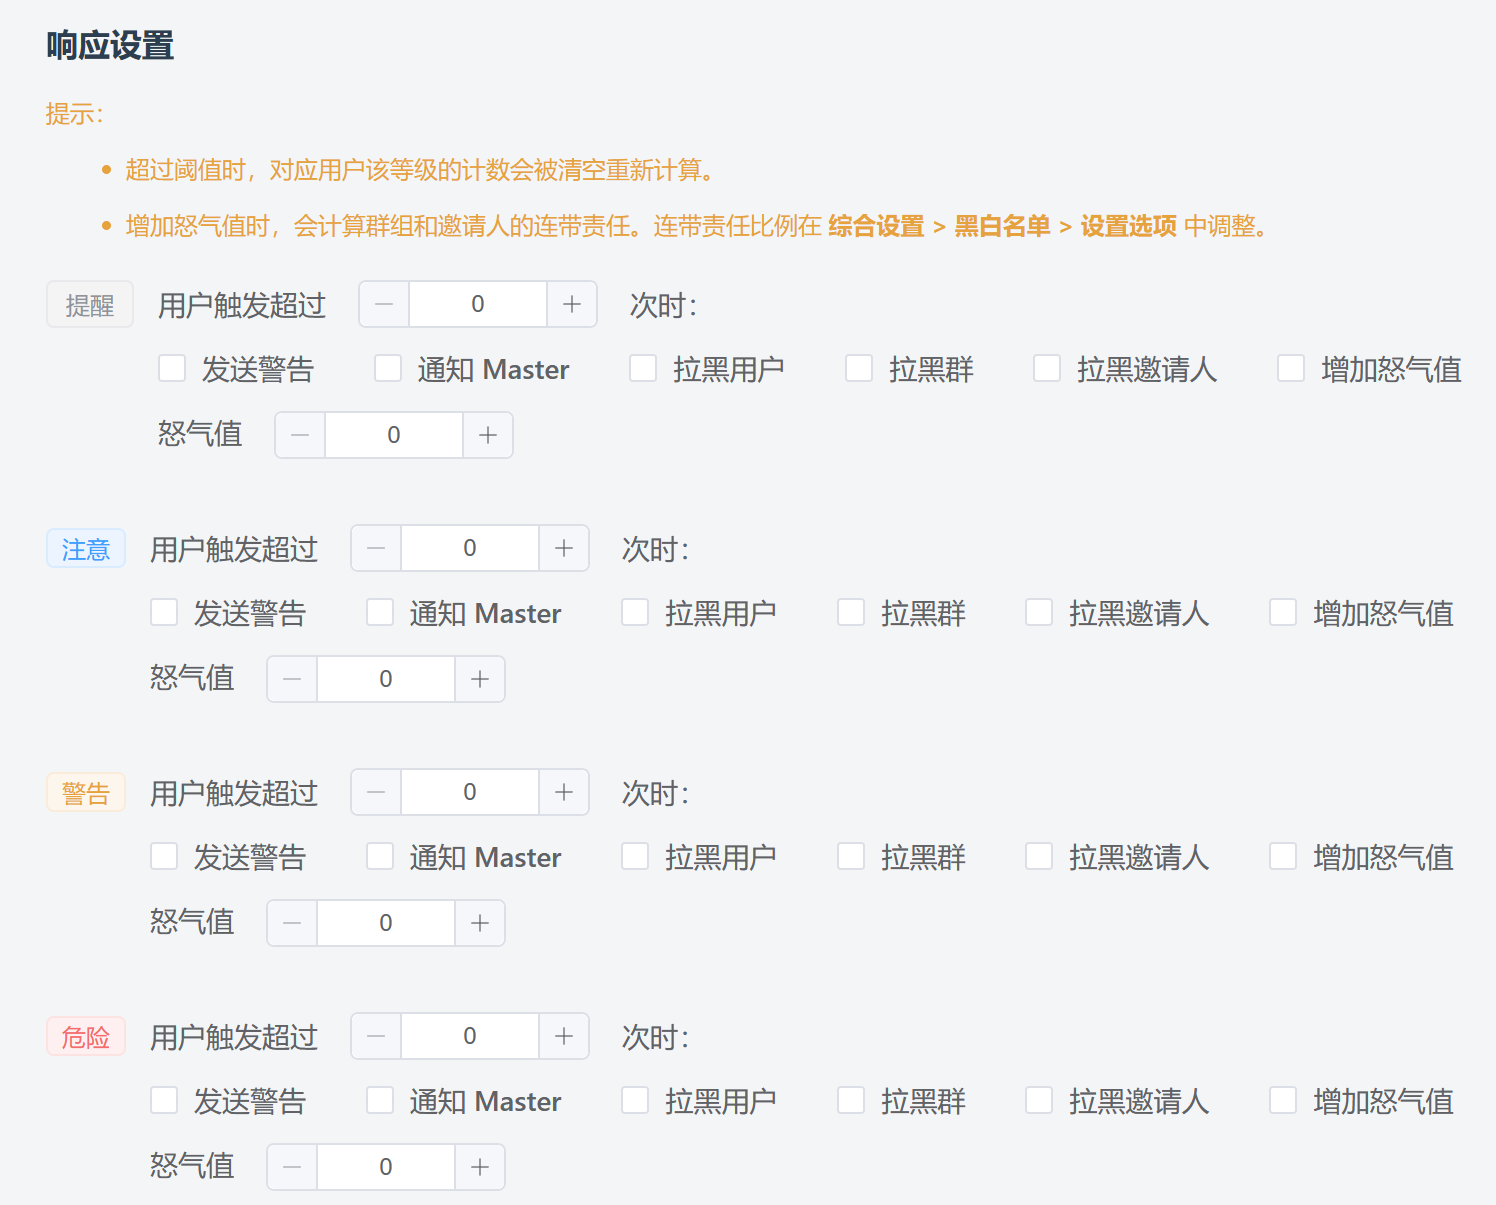 响应设置
提示：
• 超过阈值时，对应用户该等级的计数会被清空重新计算。
• 增加怒气值时，会计算群组和邀请人的连带责任。连带责任比例在 综合设置 > 黑白名单 > 设置选项 中调整。
提醒 用户触发超过 − 0 + 次时：
发送警告 通知 Master 拉黑用户 拉黑群 拉黑邀请人 增加怒气值
怒气值 − 0 +
注意 用户触发超过 − 0 + 次时：
发送警告 通知 Master 拉黑用户 拉黑群 拉黑邀请人 增加怒气值
怒气值 − 0 +
警告 用户触发超过 − 0 + 次时：
发送警告 通知 Master 拉黑用户 拉黑群 拉黑邀请人 增加怒气值
怒气值 − 0 +
危险 用户触发超过 − 0 + 次时：
发送警告 通知 Master 拉黑用户 拉黑群 拉黑邀请人 增加怒气值
怒气值 − 0 +